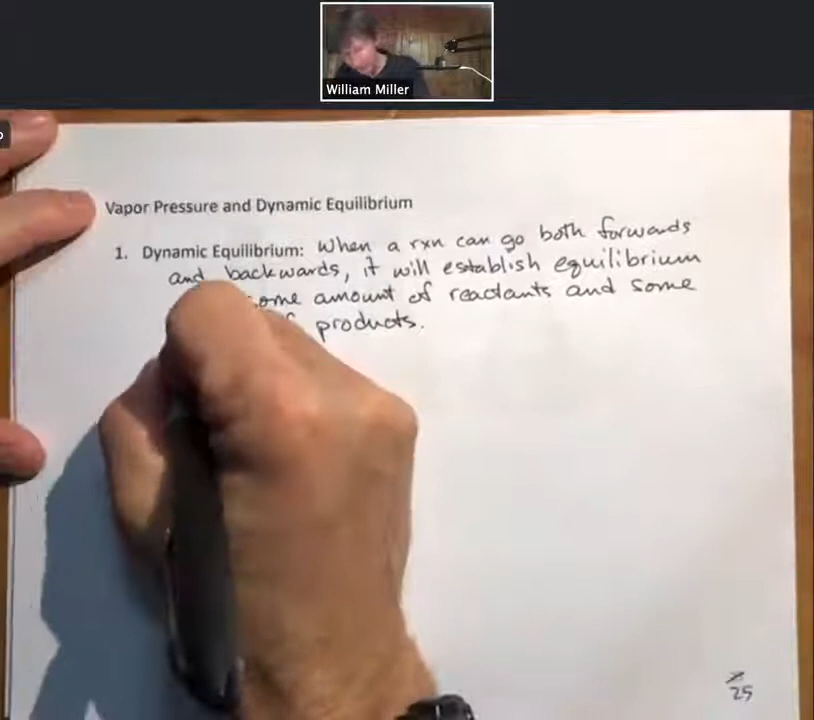 William Miller
Vapor Pressure and Dynamic Equilibrium
1. Dynamic Equilibrium: When a rxn can go both forwards
and backwards, it will establish equilibrium
some amount of reactants and some
products.
25